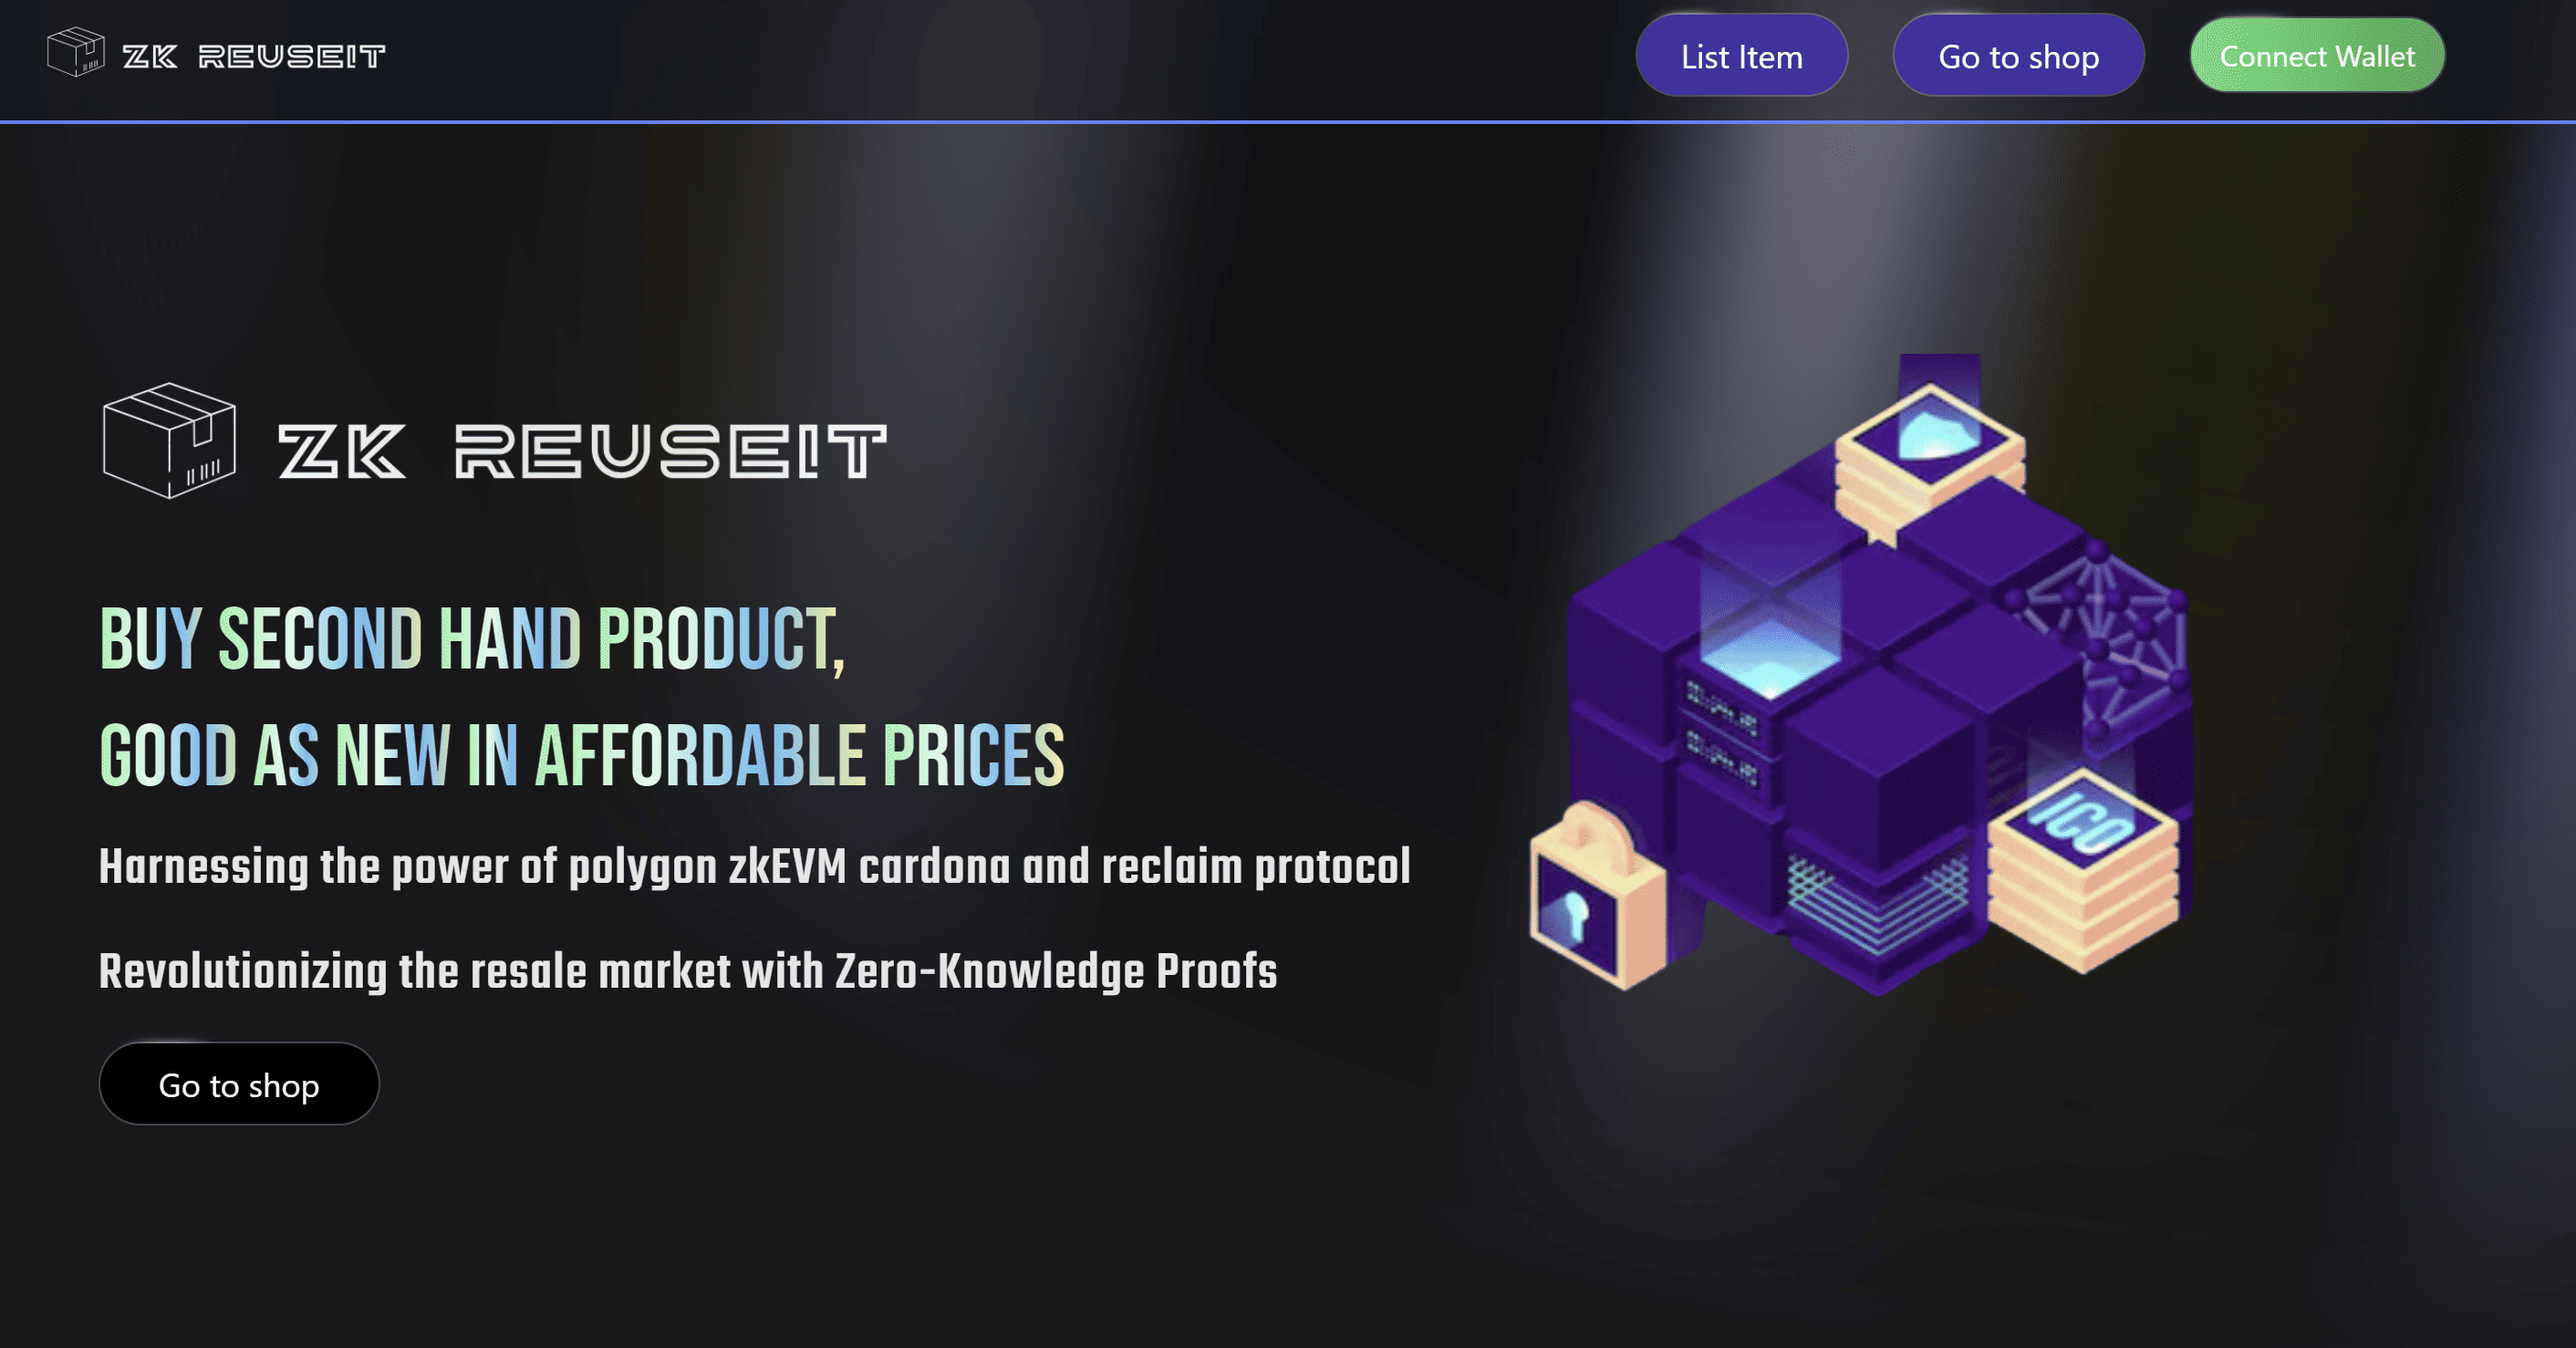 ZK REUSEIT
List Item
Go to shop
Connect Wallet
ZK REUSEIT
BUY SECOND HAND PRODUCT,
GOOD AS NEW IN AFFORDABLE PRICES
Harnessing the power of polygon zkEVM cardona and reclaim protocol
Revolutionizing the resale market with Zero-Knowledge Proofs
Go to shop
ICO